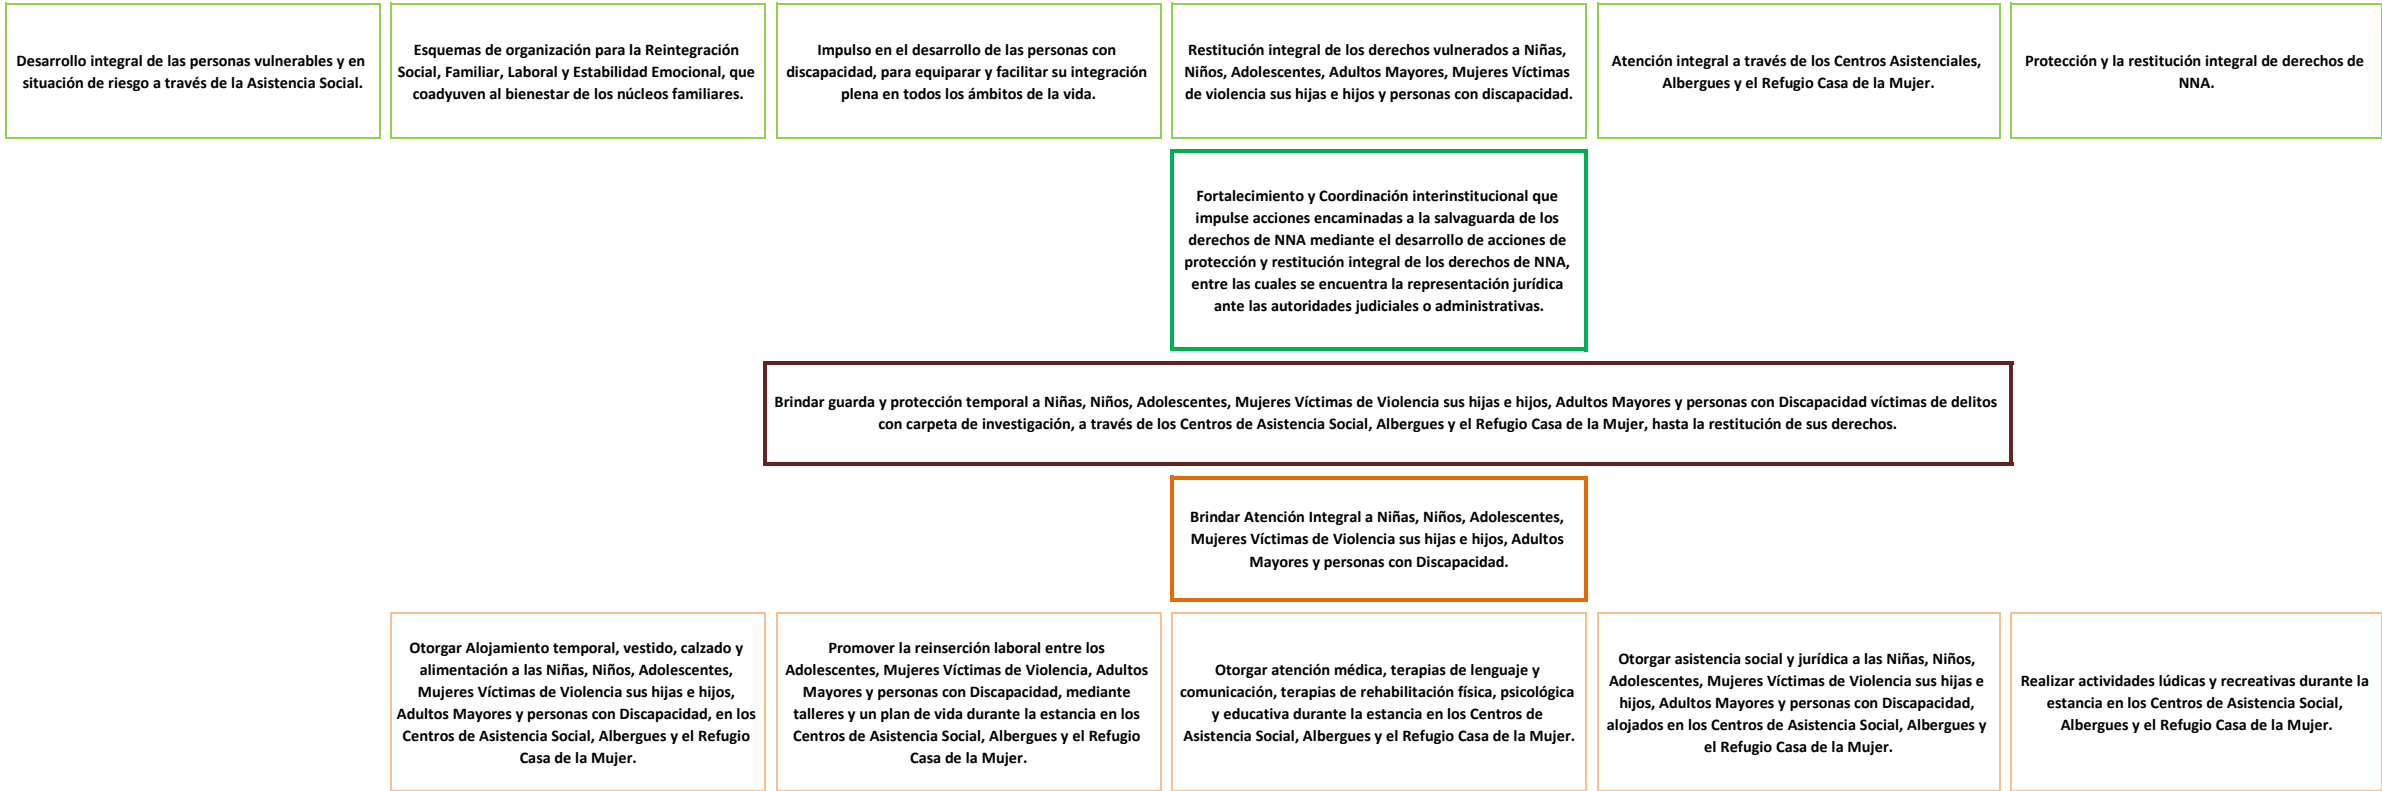 Desarrollo integral de las personas vulnerables y en
situación de riesgo a través de la Asistencia Social.
Esquemas de organización para la Reintegración
Social, Familiar, Laboral y Estabilidad Emocional, que
coadyuven al bienestar de los núcleos familiares.
Impulso en el desarrollo de las personas con
discapacidad, para equiparar y facilitar su integración
plena en todos los ámbitos de la vida.
Restitución integral de los derechos vulnerados a Niñas,
Niños, Adolescentes, Adultos Mayores, Mujeres Víctimas
de violencia sus hijas e hijos y personas con discapacidad.
Atención integral a través de los Centros Asistenciales,
Albergues y el Refugio Casa de la Mujer.
Protección y la restitución integral de derechos de
NNA.
Fortalecimiento y Coordinación interinstitucional que
impulse acciones encaminadas a la salvaguarda de los
derechos de NNA mediante el desarrollo de acciones de
protección y restitución integral de los derechos de NNA,
entre las cuales se encuentra la representación jurídica
ante las autoridades judiciales o administrativas.
Brindar guarda y protección temporal a Niñas, Niños, Adolescentes, Mujeres Víctimas de Violencia sus hijas e hijos, Adultos Mayores y personas con Discapacidad víctimas de delitos
con carpeta de investigación, a través de los Centros de Asistencia Social, Albergues y el Refugio Casa de la Mujer, hasta la restitución de sus derechos.
Brindar Atención Integral a Niñas, Niños, Adolescentes,
Mujeres Víctimas de Violencia sus hijas e hijos, Adultos
Mayores y personas con Discapacidad.
Otorgar Alojamiento temporal, vestido, calzado y
alimentación a las Niñas, Niños, Adolescentes,
Mujeres Víctimas de Violencia sus hijas e hijos,
Adultos Mayores y personas con Discapacidad, en los
Centros de Asistencia Social, Albergues y el Refugio
Casa de la Mujer.
Promover la reinserción laboral entre los
Adolescentes, Mujeres Víctimas de Violencia, Adultos
Mayores y personas con Discapacidad, mediante
talleres y un plan de vida durante la estancia en los
Centros de Asistencia Social, Albergues y el Refugio
Casa de la Mujer.
Otorgar atención médica, terapias de lenguaje y
comunicación, terapias de rehabilitación física, psicológica
y educativa durante la estancia en los Centros de
Asistencia Social, Albergues y el Refugio Casa de la Mujer.
Otorgar asistencia social y jurídica a las Niñas, Niños,
Adolescentes, Mujeres Víctimas de Violencia sus hijas e
hijos, Adultos Mayores y personas con Discapacidad,
alojados en los Centros de Asistencia Social, Albergues y
el Refugio Casa de la Mujer.
Realizar actividades lúdicas y recreativas durante la
estancia en los Centros de Asistencia Social,
Albergues y el Refugio Casa de la Mujer.